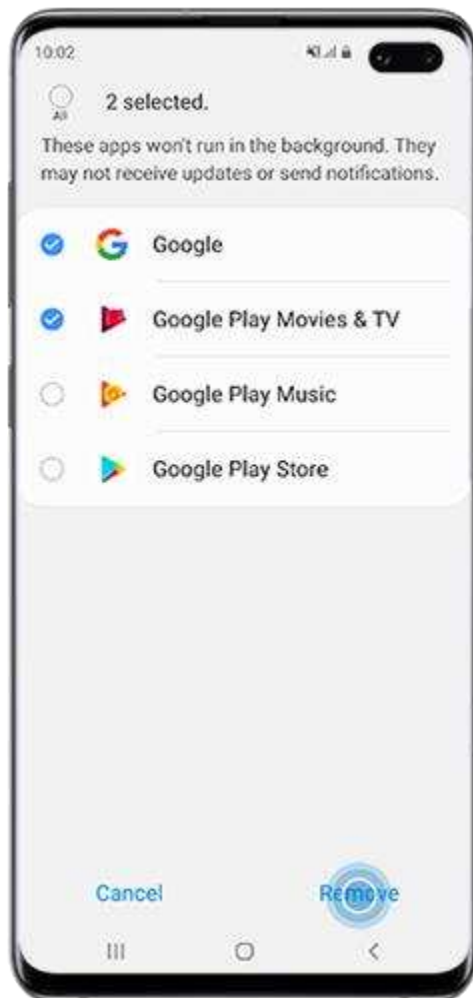 10:02
All
2 selected.
These apps won't run in the background. They
may not receive updates or send notifications.
Google
Google Play Movies & TV
Google Play Music
Google Play Store
Cancel
Remove